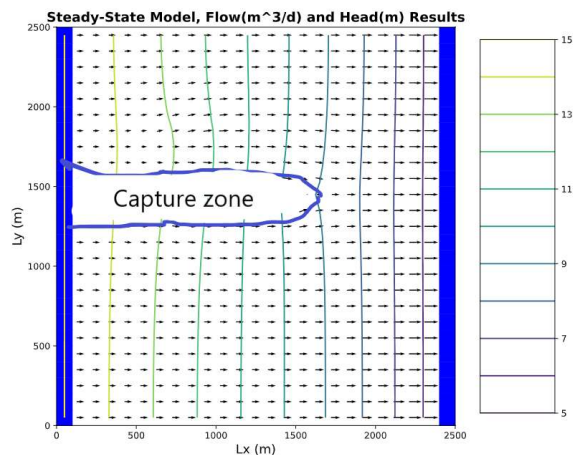 Steady-State Model, Flow(m^3/d) and Head(m) Results
2500
2000
1500
1000
500
0
Ly (m)
Capture zone
0 500 1000 1500 2000 2500
Lx (m)
15
13
11
9
7
5